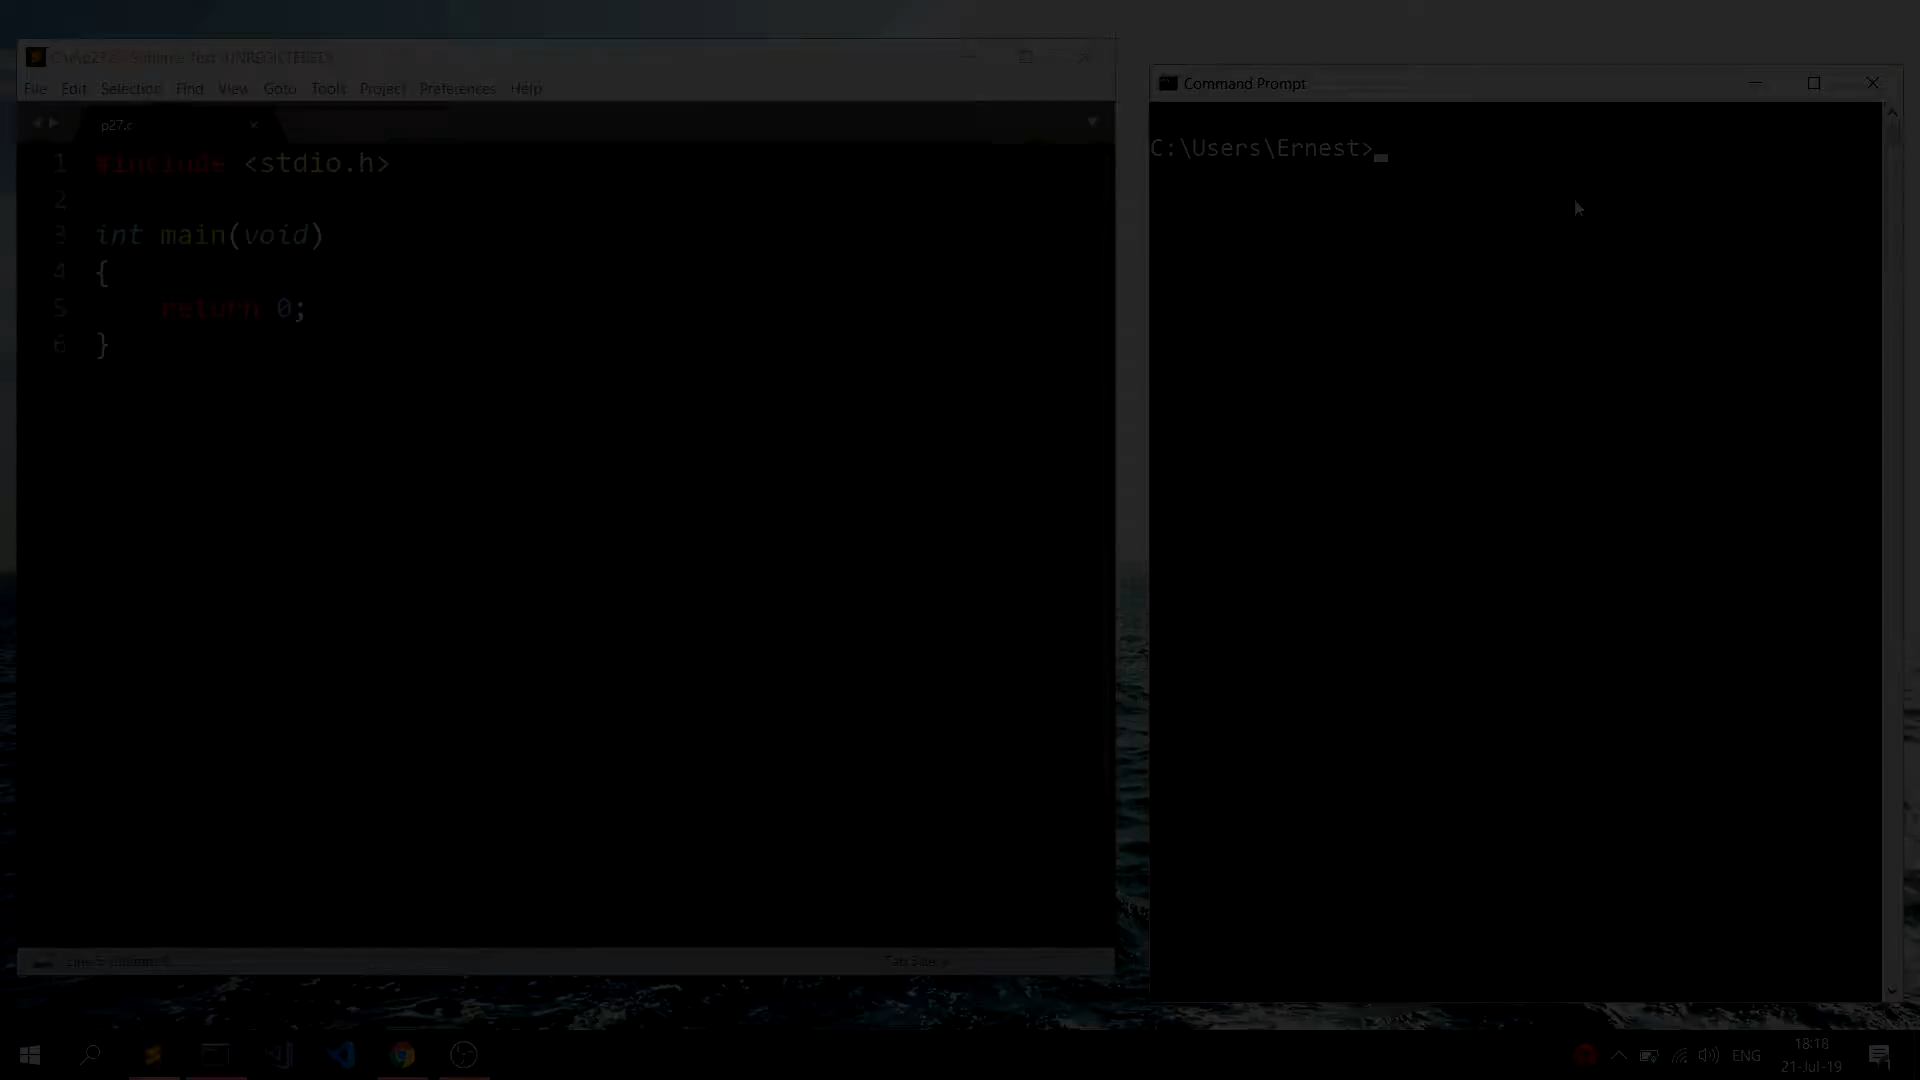 File Edit Selection Find View Goto Tools Project Preferences Help
p27.c
1 #include <stdio.h>
2
3 int main(void)
4 {
5 return 0;
6 }
Command Prompt
C:\Users\Ernest>
ENG
18:18
21-Jul-19